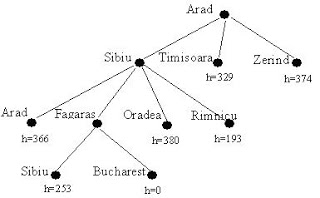 Arad
Sibiu Timisoara Zerind
h=329 h=374
Arad Fagaras Oradea Rimnicu
h=366 h=380 h=193
Sibiu Bucharest
h=253 h=0